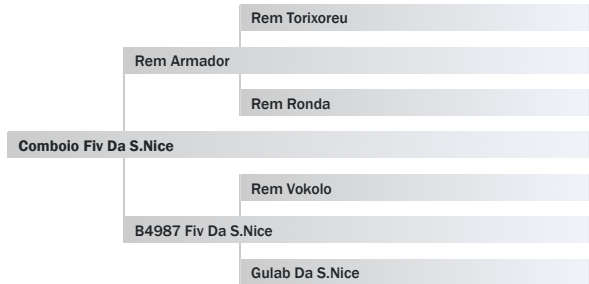 Rem Torixoreu
Rem Armador
Rem Ronda
Comboio Fiv Da S.Nice
Rem Vokolo
B4987 Fiv Da S.Nice
Gulab Da S.Nice